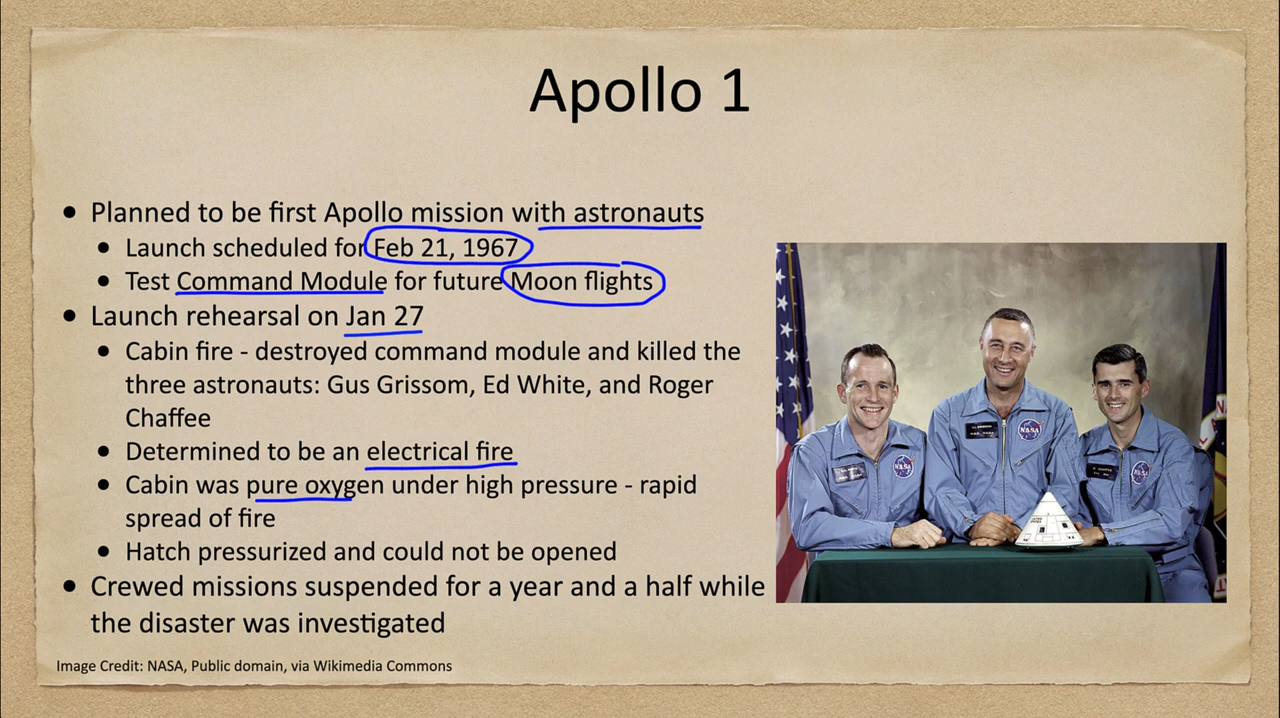 Apollo 1
• Planned to be first Apollo mission with astronauts
• Launch scheduled for Feb 21, 1967
• Test Command Module for future Moon flights
• Launch rehearsal on Jan 27
• Cabin fire - destroyed command module and killed the
three astronauts: Gus Grissom, Ed White, and Roger
Chaffee
• Determined to be an electrical fire
• Cabin was pure oxygen under high pressure - rapid
spread of fire
• Hatch pressurized and could not be opened
• Crewed missions suspended for a year and a half while
the disaster was investigated
NASA
NASA
NASA
Image Credit: NASA, Public domain, via Wikimedia Commons